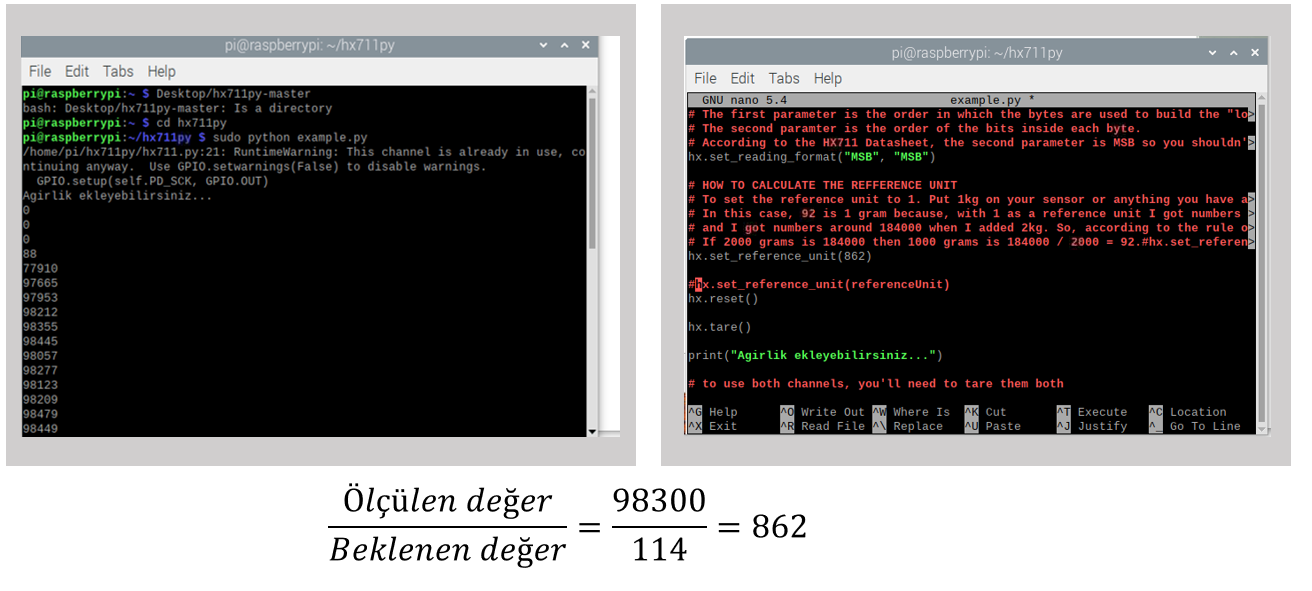 pi@raspberrypi: ~/hx711py
File Edit Tabs Help
pi@raspberrypi:~ $ Desktop/hx711py-master
bash: Desktop/hx711py-master: Is a directory
pi@raspberrypi:~ $ cd hx711py
pi@raspberrypi:~/hx711py $ sudo python example.py
/home/pi/hx711py/hx711.py:21: RuntimeWarning: This channel is already in use, co
ntinuing anyway.  Use GPIO.setwarnings(False) to disable warnings.
  GPIO.setup(self.PD_SCK, GPIO.OUT)
Agirlik ekleyebilirsiniz...
0
0
0
88
77910
97665
97953
98212
98355
98445
98057
98277
98123
98209
98479
98449
pi@raspberrypi: ~/hx711py
File Edit Tabs Help
GNU nano 5.4 example.py *
# The first parameter is the order in which the bytes are used to build the "lo>
# The second paramter is the order of the bits inside each byte.
# According to the HX711 Datasheet, the second parameter is MSB so you shouldn'>
hx.set_reading_format("MSB", "MSB")
# HOW TO CALCULATE THE REFFERENCE UNIT
# To set the reference unit to 1. Put 1kg on your sensor or anything you have a>
# In this case, 92 is 1 gram because, with 1 as a reference unit I got numbers >
# and I got numbers around 184000 when I added 2kg. So, according to the rule o>
# If 2000 grams is 184000 then 1000 grams is 184000 / 2000 = 92.#hx.set_referen>
hx.set_reference_unit(862)
#hx.set_reference_unit(referenceUnit)
hx.reset()
hx.tare()
print("Agirlik ekleyebilirsiniz...")
# to use both channels, you'll need to tare them both
^G Help ^O Write Out ^W Where Is ^K Cut ^T Execute ^C Location
^X Exit ^R Read File ^\ Replace ^U Paste ^J Justify ^_ Go To Line
Ölçülen değer / Beklenen değer = 98300 / 114 = 862